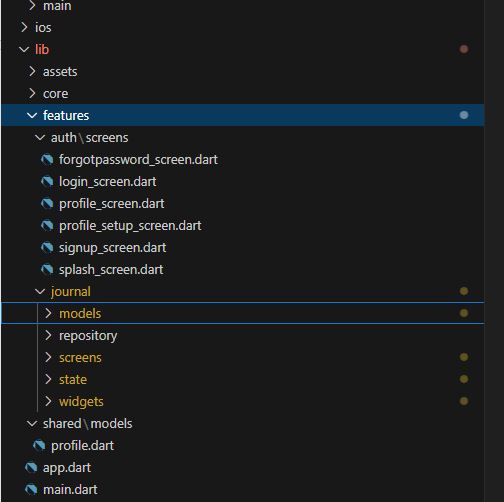 main
ios
lib
assets
core
features
auth\screens
forgotpassword_screen.dart
login_screen.dart
profile_screen.dart
profile_setup_screen.dart
signup_screen.dart
splash_screen.dart
journal
models
repository
screens
state
widgets
shared\models
profile.dart
app.dart
main.dart